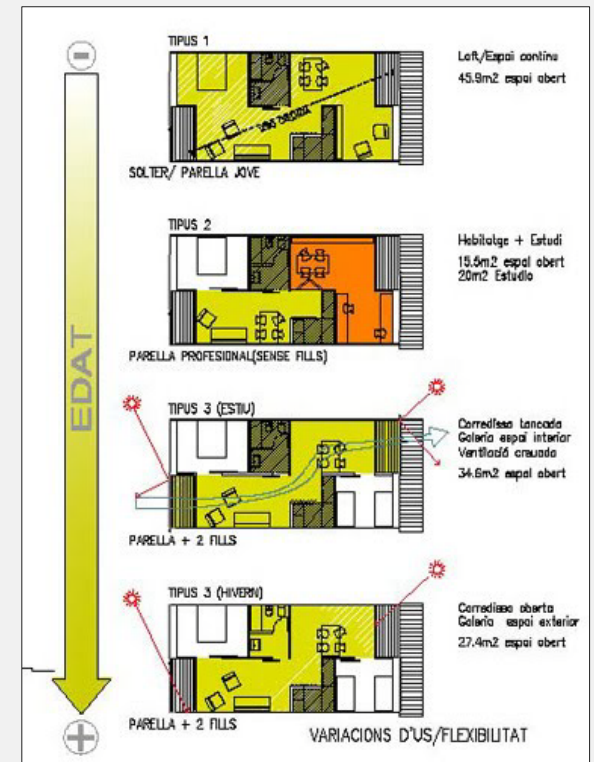 TIPUS 1
Loft/Espai continu
45.9m2 espai obert
SOLTER/ PARELLA JOVE
TIPUS 2
Habitatge + Estudi
15.5m2 espai obert
20m2 Estudio
PARELLA PROFESIONAL(SENSE FILLS)
EDAT
TIPUS 3 (ESTIU)
Corredissa tancada
Galeria espai interior
Ventilació creuada
34.6m2 espai obert
PARELLA + 2 FILLS
TIPUS 3 (HIVERN)
Corredissa oberta
Galeria espai exterior
27.4m2 espai obert
PARELLA + 2 FILLS
VARIACIONS D'US/FLEXIBILITAT